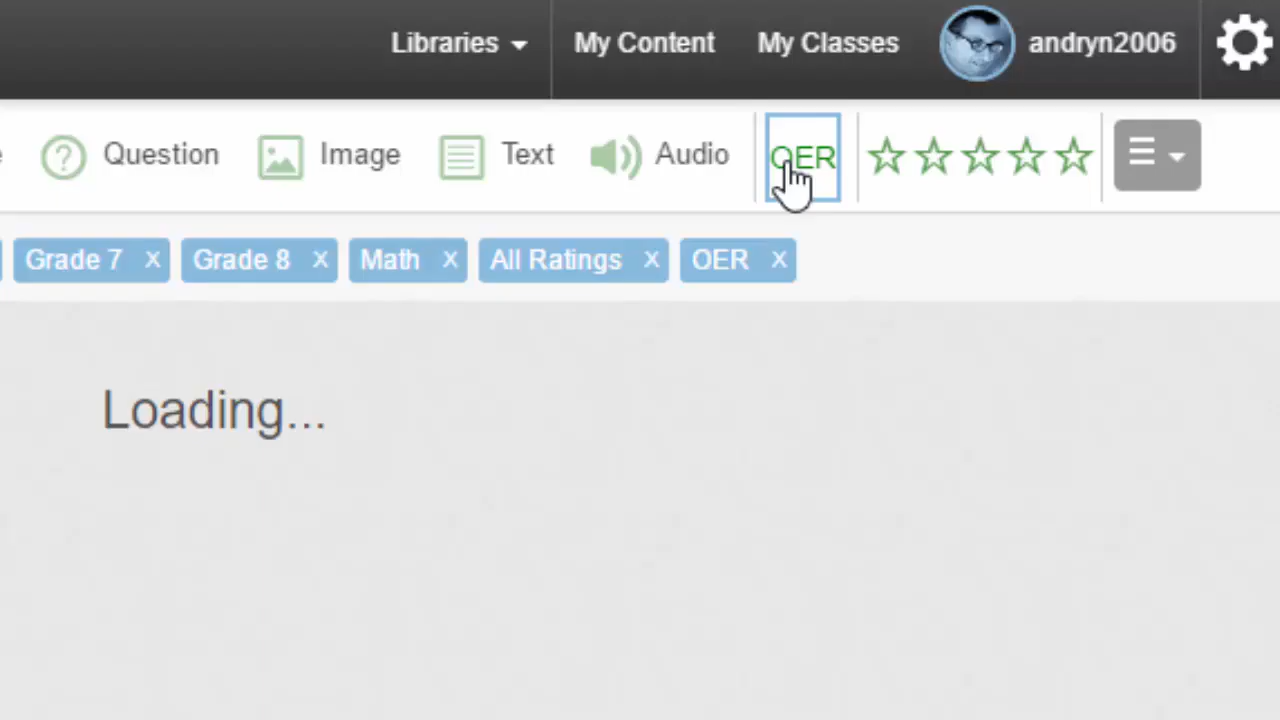 Libraries My Content My Classes andryn2006
Question Image Text Audio OER
Grade 7 x Grade 8 x Math x All Ratings x OER x
Loading...